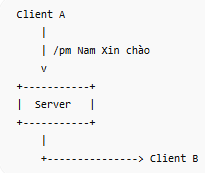 Client A
|
| /pm Nam Xin chào
v
+-----------+
| Server |
+-----------+
|
+---------------> Client B